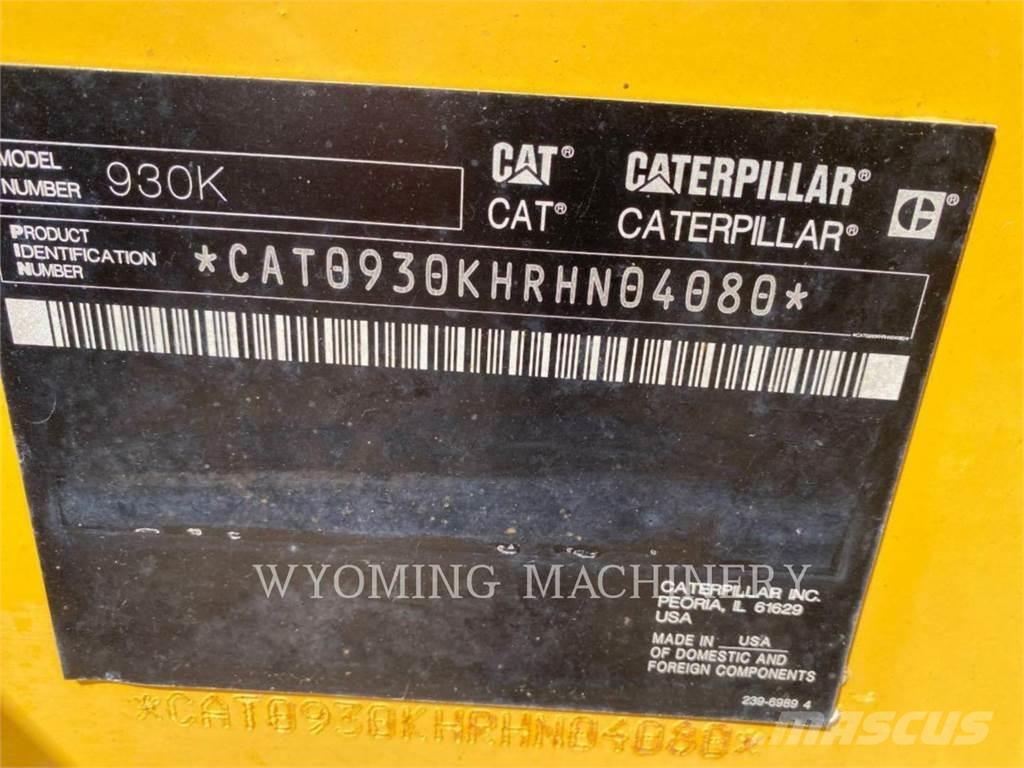 MODEL
NUMBER 930K
CAT® CATERPILLAR®
CAT® CATERPILLAR® ®
PRODUCT
IDENTIFICATION
NUMBER
*CAT0930KHRHN04080*
*CAT0930KHRHN04080*
WYOMING MACHINERY
CATERPILLAR INC.
PEORIA, IL 61629
USA
MADE IN USA
OF DOMESTIC AND
FOREIGN COMPONENTS
239-6989 4
*CAT0930KHRHN04080*
MASCUS